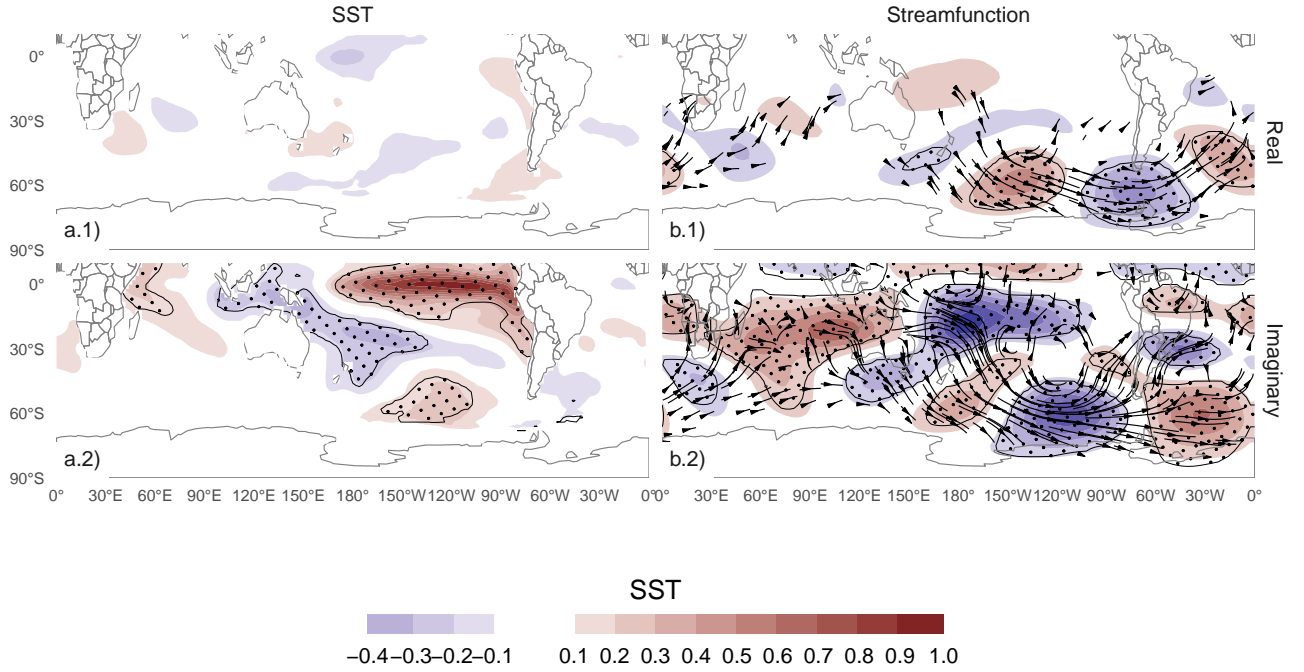 SST Streamfunction
0°
30°S
60°S
90°S
a.1) b.1) Real
0°
30°S
60°S
90°S
a.2) b.2) Imaginary
0° 30°E 60°E 90°E 120°E 150°E 180° 150°W 120°W 90°W 60°W 30°W 0° 0° 30°E 60°E 90°E 120°E 150°E 180° 150°W 120°W 90°W 60°W 30°W 0°
SST
−0.4 −0.3 −0.2 −0.1 0.1 0.2 0.3 0.4 0.5 0.6 0.7 0.8 0.9 1.0